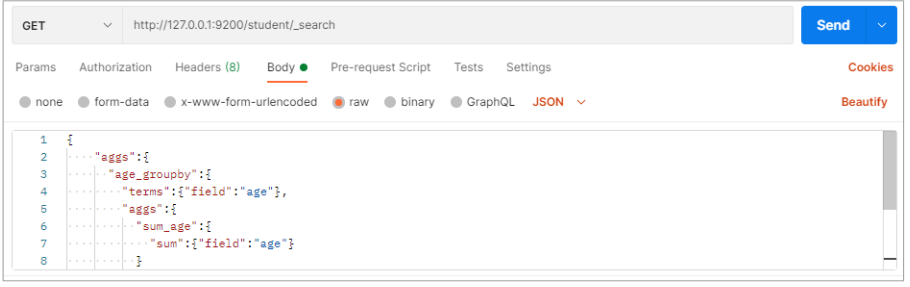 GET http://127.0.0.1:9200/student/_search Send
Params Authorization Headers (8) Body Pre-request Script Tests Settings Cookies
none form-data x-www-form-urlencoded raw binary GraphQL JSON Beautify
1 {
2 "aggs":{
3 "age_groupby":{
4 "terms":{"field":"age"},
5 "aggs":{
6 "sum_age":{
7 "sum":{"field":"age"}
8 }